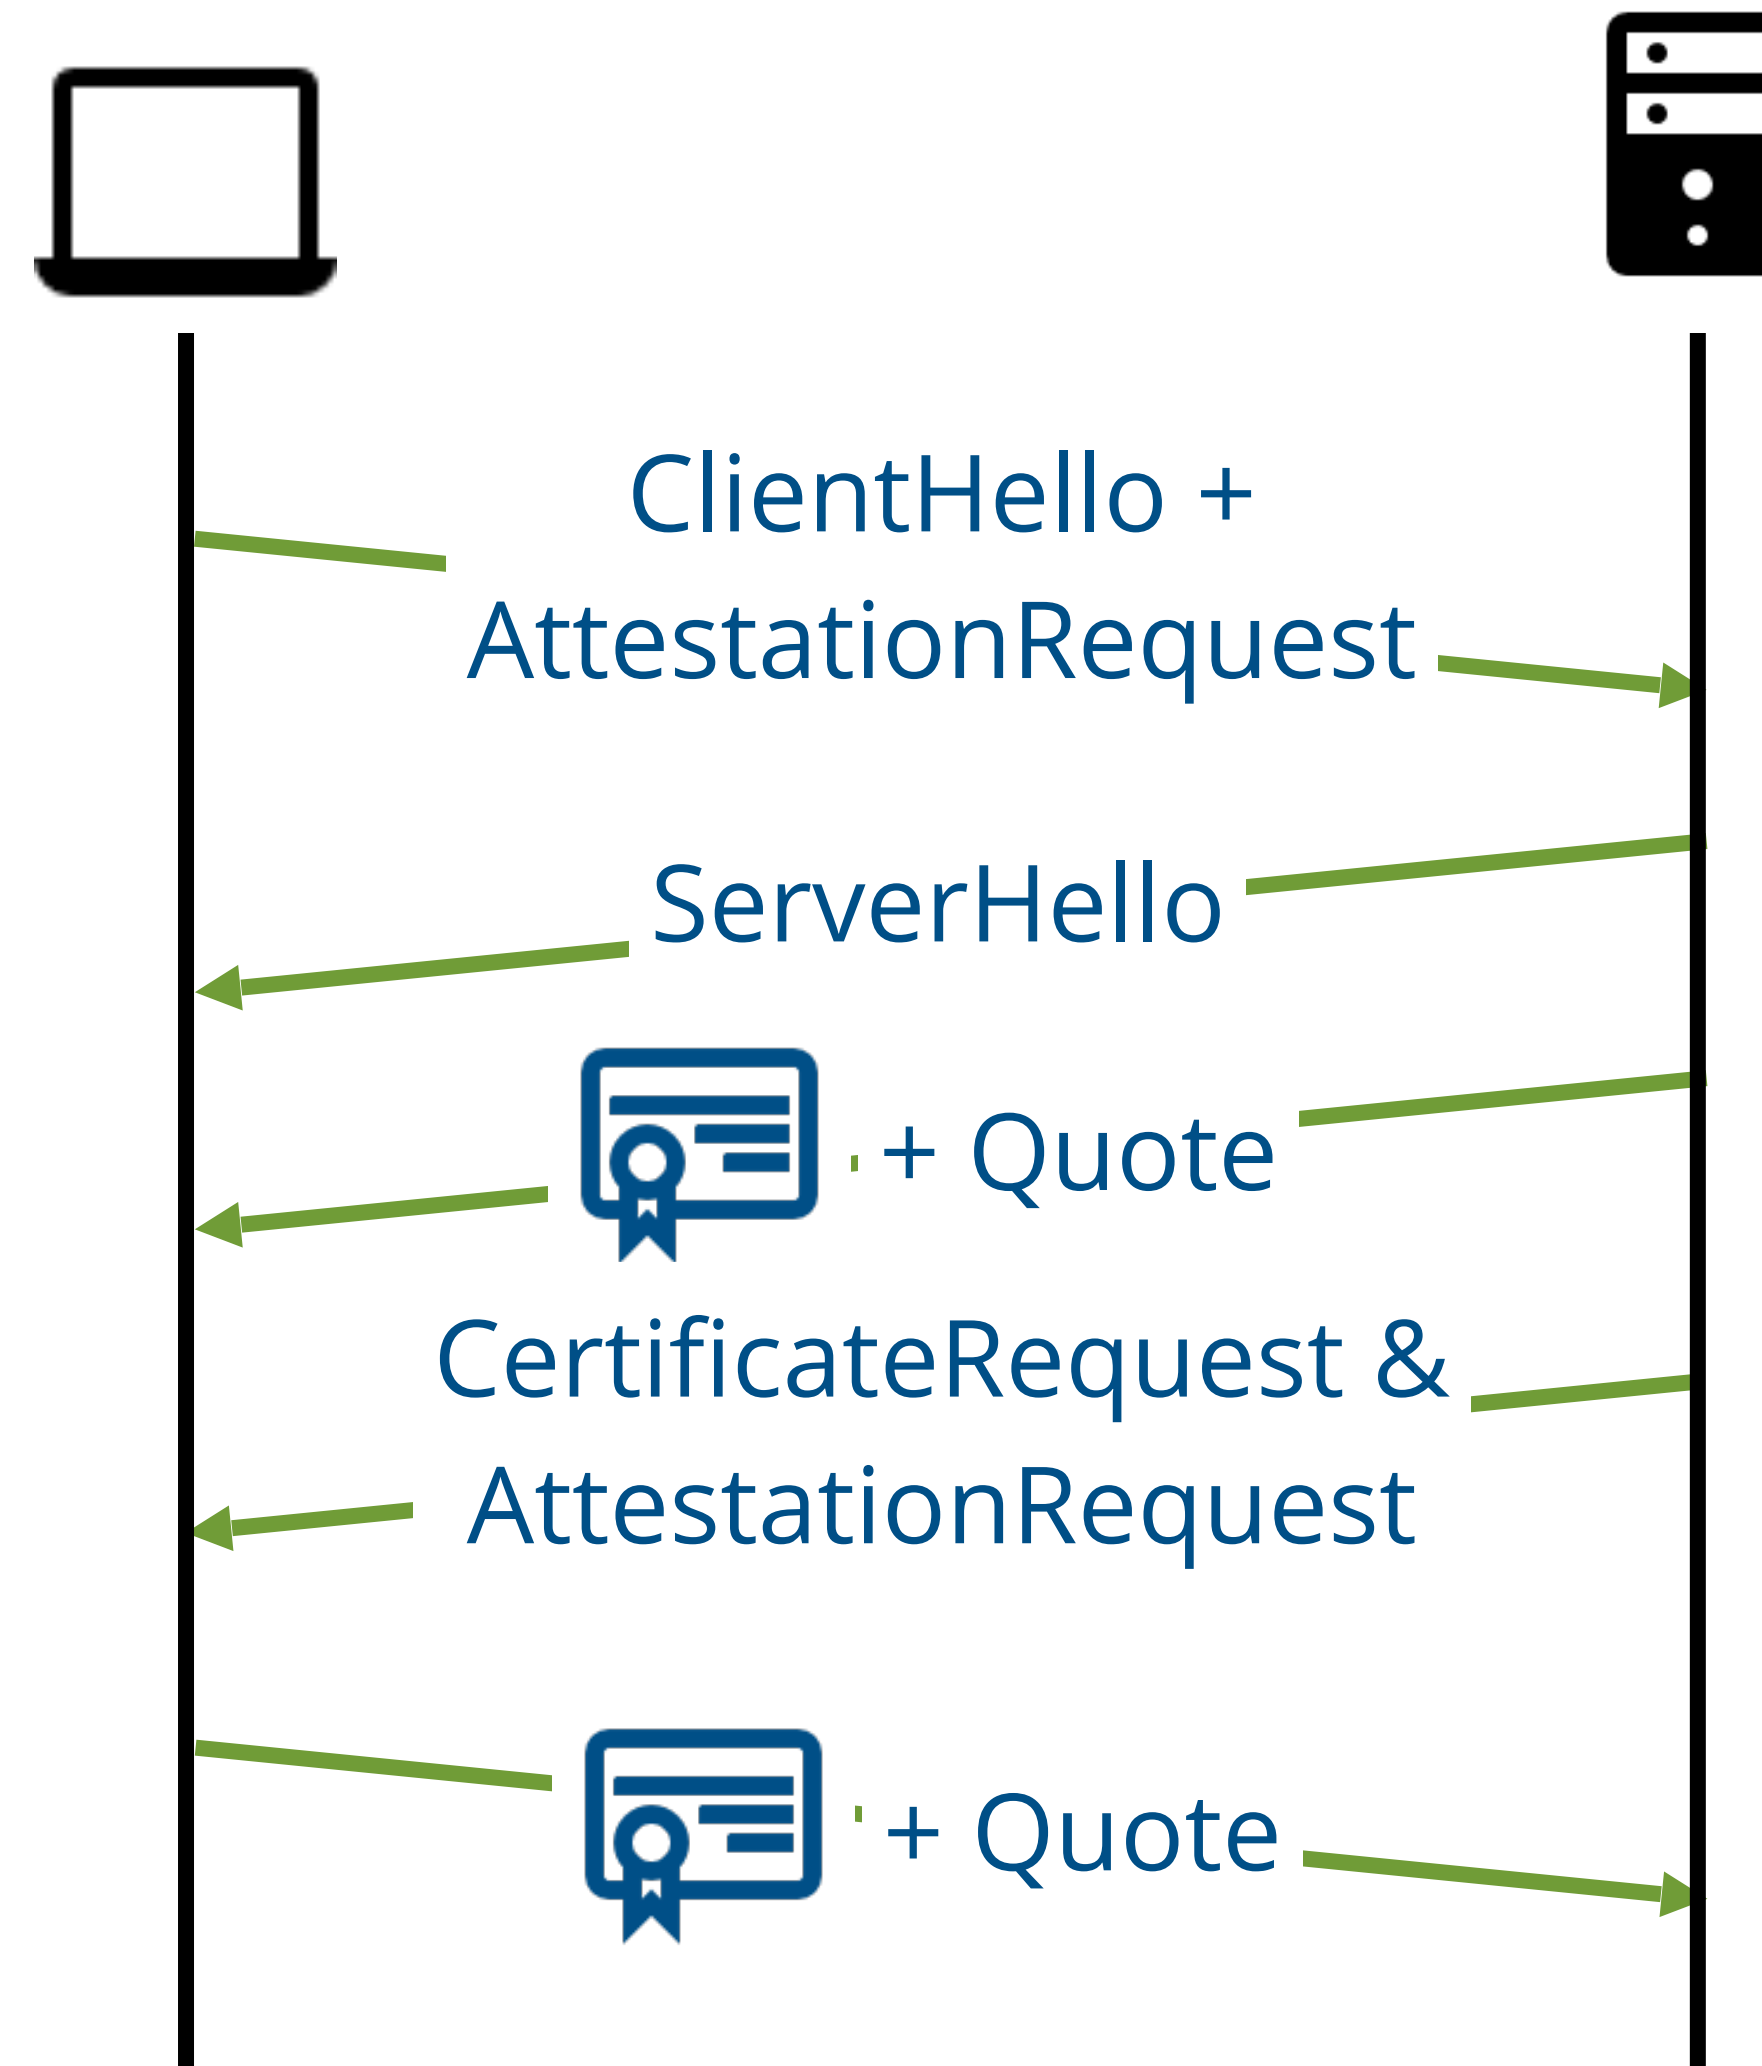 ClientHello +
AttestationRequest
ServerHello
+ Quote
CertificateRequest &
AttestationRequest
+ Quote